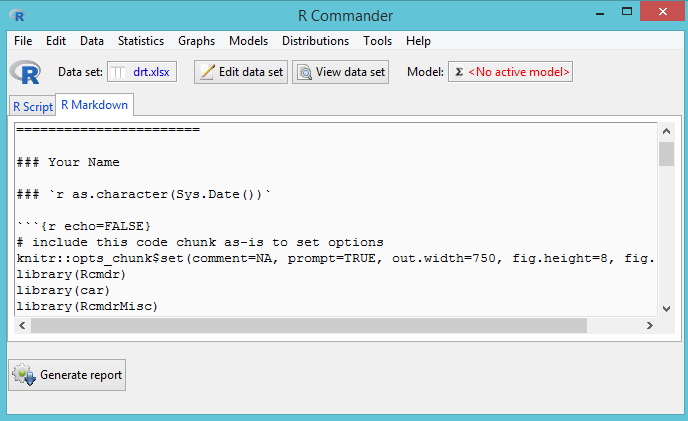 R Commander
File Edit Data Statistics Graphs Models Distributions Tools Help
R Data set: drt.xlsx Edit data set View data set Model: Σ <No active model>
R Script R Markdown
=======================
### Your Name
### `r as.character(Sys.Date())`
```{r echo=FALSE}
# include this code chunk as-is to set options
knitr::opts_chunk$set(comment=NA, prompt=TRUE, out.width=750, fig.height=8, fig.
library(Rcmdr)
library(car)
library(RcmdrMisc)
Generate report